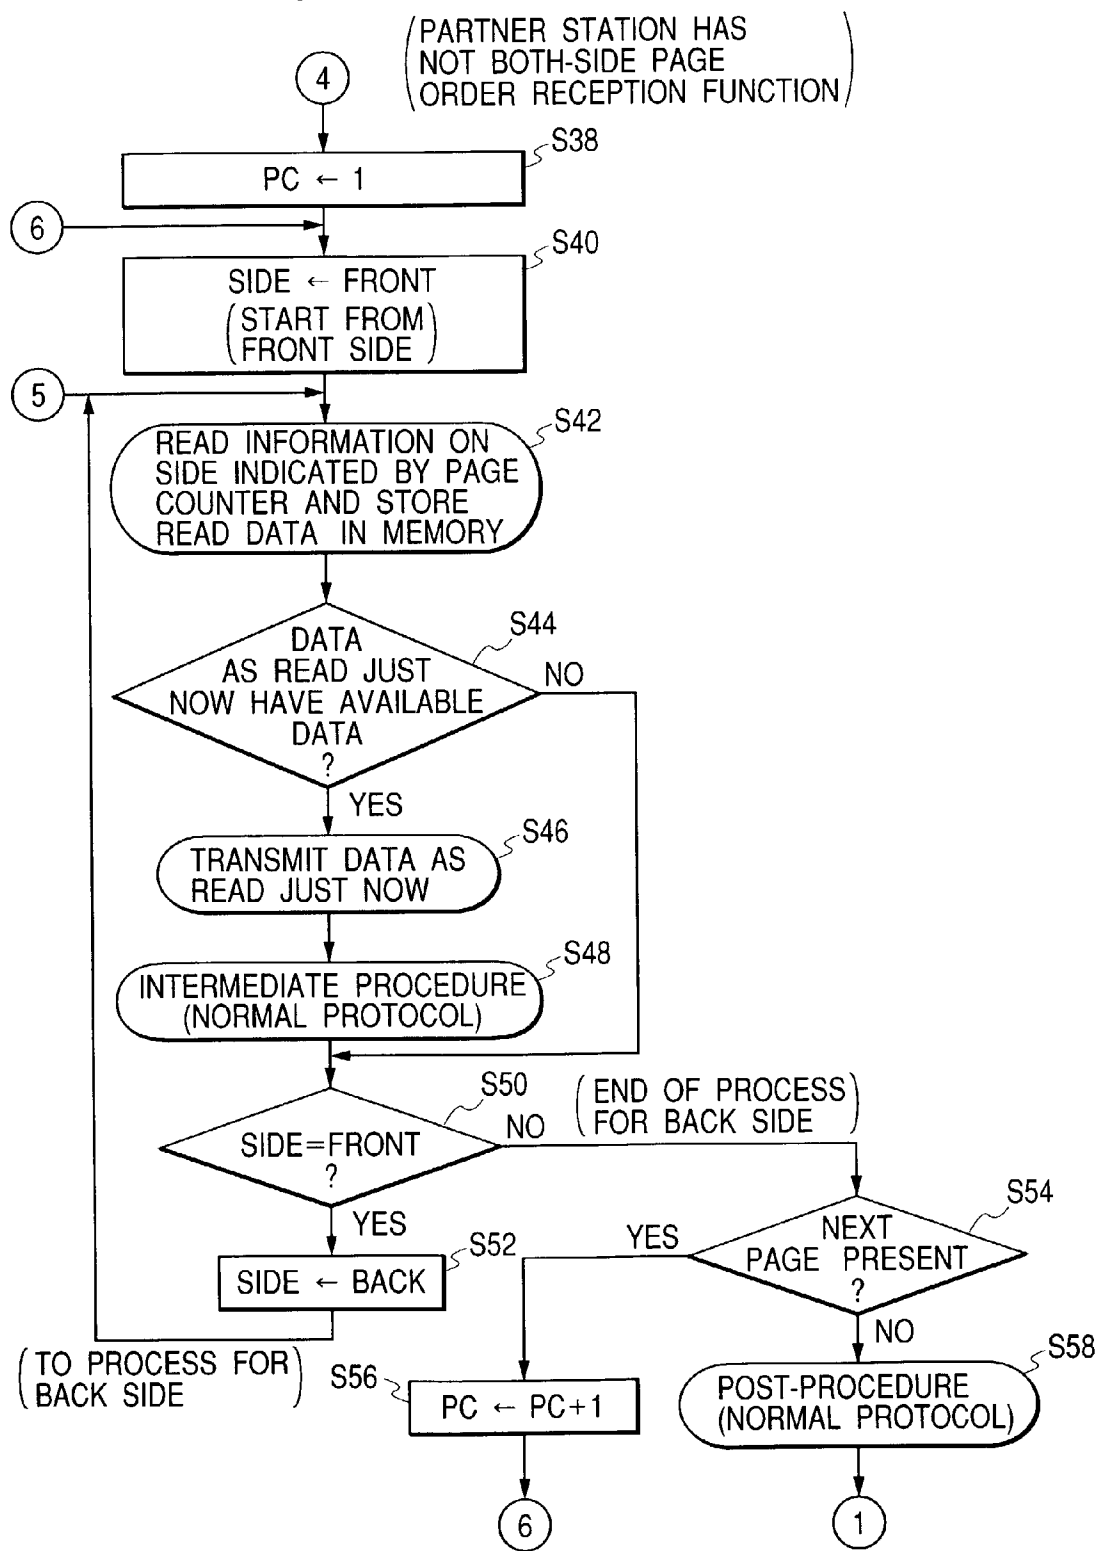 (PARTNER STATION HAS
NOT BOTH-SIDE PAGE
ORDER RECEPTION FUNCTION)
4
S38
PC ← 1
6
S40
SIDE ← FRONT
(START FROM
FRONT SIDE)
5
S42
READ INFORMATION ON
SIDE INDICATED BY PAGE
COUNTER AND STORE
READ DATA IN MEMORY
S44
DATA
AS READ JUST
NOW HAVE AVAILABLE
DATA
?
NO
YES
S46
TRANSMIT DATA AS
READ JUST NOW
S48
INTERMEDIATE PROCEDURE
(NORMAL PROTOCOL)
S50
SIDE=FRONT
?
NO
(END OF PROCESS
FOR BACK SIDE)
YES
S52
SIDE ← BACK
(TO PROCESS FOR
BACK SIDE)
S54
NEXT
PAGE PRESENT
?
YES
NO
S56
PC ← PC+1
S58
POST-PROCEDURE
(NORMAL PROTOCOL)
6
1